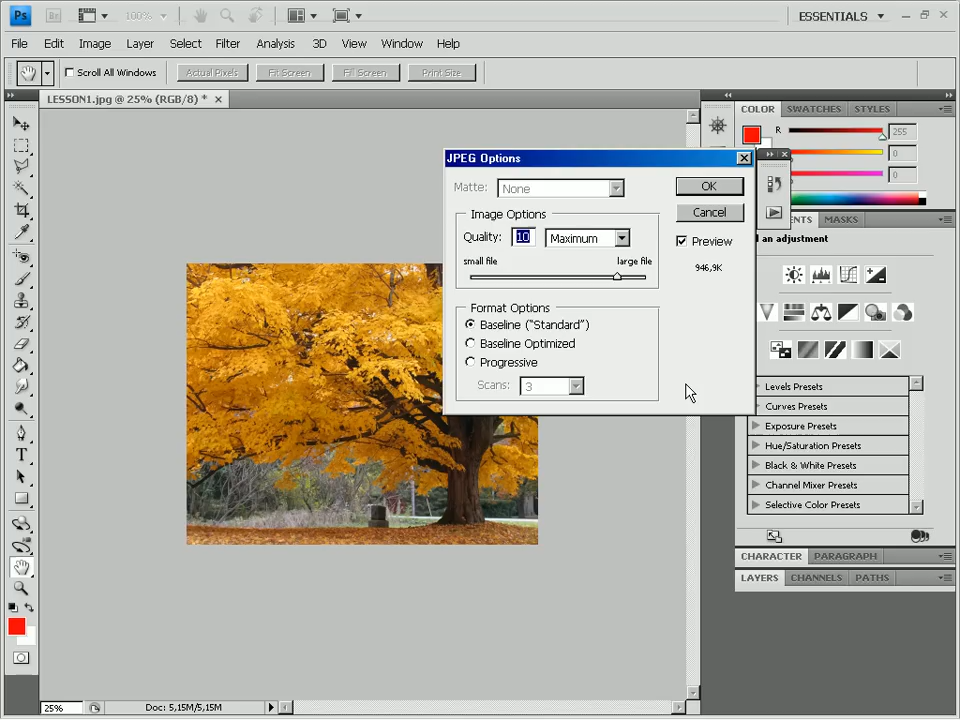 Ps Br 100% ESSENTIALS
File Edit Image Layer Select Filter Analysis 3D View Window Help
Scroll All Windows Actual Pixels Fit Screen Fill Screen Print Size
LESSON1.jpg @ 25% (RGB/8) *
COLOR SWATCHES STYLES
R 255
0
0
JPEG Options
Matte: None OK
Cancel
Image Options
Quality: 10 Maximum Preview
small file large file 946,9K
Format Options
Baseline ("Standard")
Baseline Optimized
Progressive
Scans: 3
ENTS MASKS
an adjustment
Levels Presets
Curves Presets
Exposure Presets
Hue/Saturation Presets
Black & White Presets
Channel Mixer Presets
Selective Color Presets
CHARACTER PARAGRAPH
LAYERS CHANNELS PATHS
T
25% Doc: 5,15M/5,15M